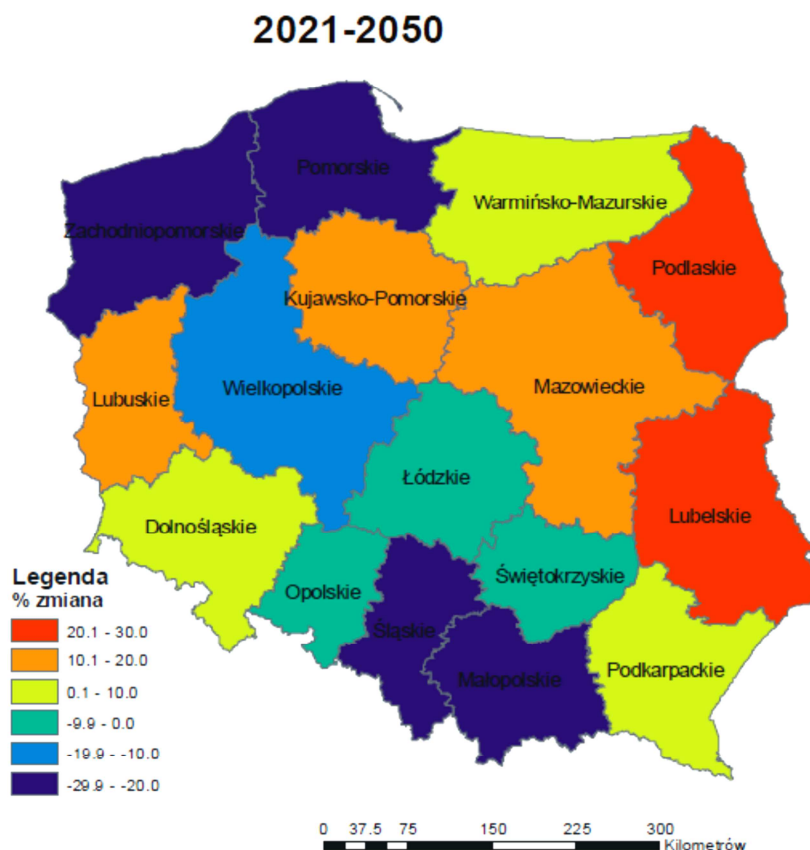 2021-2050
Pomorskie
Warmińsko-Mazurskie
Zachodniopomorskie
Podlaskie
Kujawsko-Pomorskie
Wielkopolskie
Mazowieckie
Lubuskie
Łódzkie
Lubelskie
Dolnośląskie
Świętokrzyskie
Opolskie
Śląskie
Podkarpackie
Małopolskie
Legenda
% zmiana
20.1 - 30.0
10.1 - 20.0
0.1 - 10.0
-9.9 - 0.0
-19.9 - -10.0
-29.9 - -20.0
0 37.5 75 150 225 300
Kilometrów